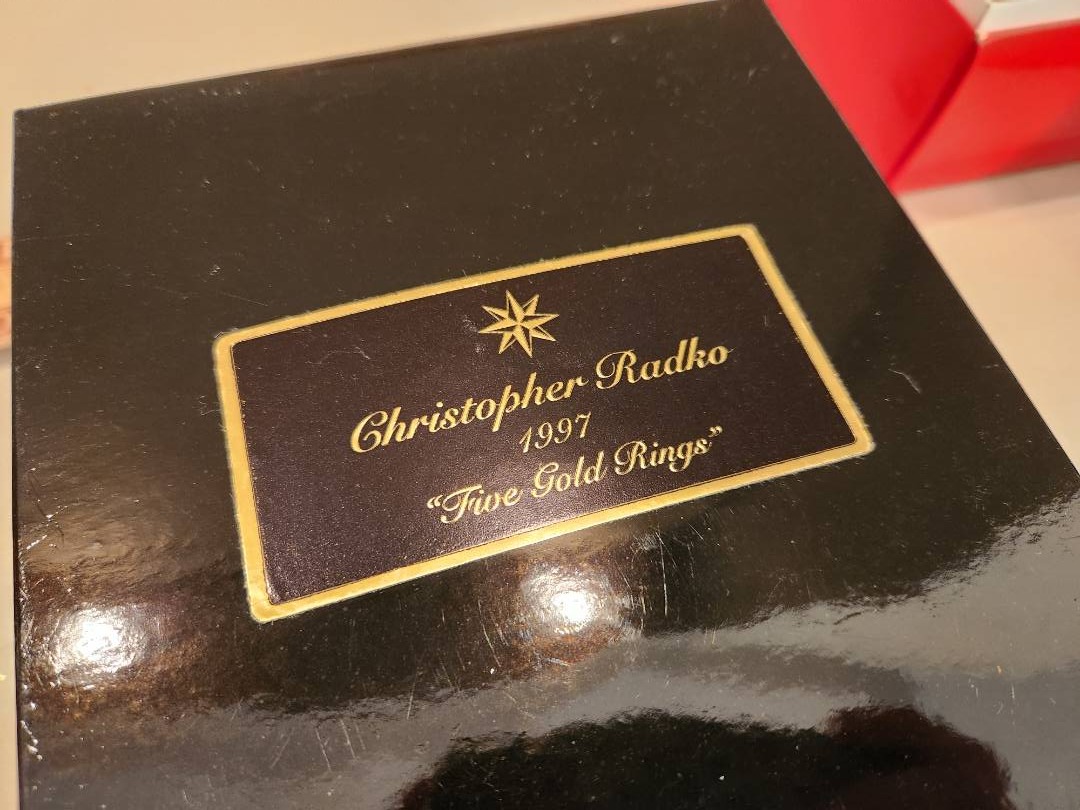 Christopher Radko
1997
“Five Gold Rings”